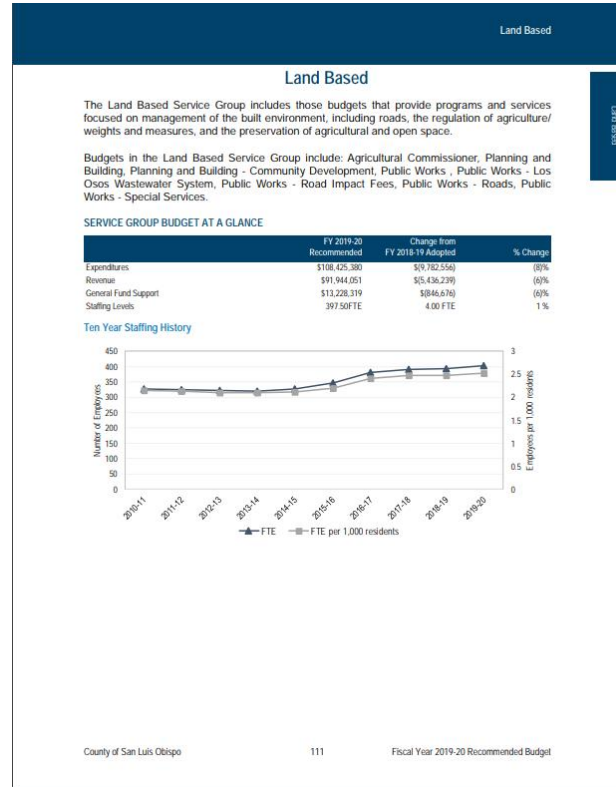 Land Based
Land Based
Land Based
The Land Based Service Group includes those budgets that provide programs and services
focused on management of the built environment, including roads, the regulation of agriculture/
weights and measures, and the preservation of agricultural and open space.
Budgets in the Land Based Service Group include: Agricultural Commissioner, Planning and
Building, Planning and Building - Community Development, Public Works , Public Works - Los
Osos Wastewater System, Public Works - Road Impact Fees, Public Works - Roads, Public
Works - Special Services.
SERVICE GROUP BUDGET AT A GLANCE
FY 2019-20 Recommended Change from FY 2018-19 Adopted % Change
Expenditures $108,425,380 $(9,782,556) (8)%
Revenue $91,944,051 $(5,436,239) (6)%
General Fund Support $13,228,319 $(846,676) (6)%
Staffing Levels 397.50FTE 4.00 FTE 1 %
Ten Year Staffing History
Number of Employees
450
400
350
300
250
200
150
100
50
0
3
2.5
2
1.5
1
0.5
0
Employees per 1,000 residents
2010-11 2011-12 2012-13 2013-14 2014-15 2015-16 2016-17 2017-18 2018-19 2019-20
FTE FTE per 1,000 residents
County of San Luis Obispo 111 Fiscal Year 2019-20 Recommended Budget